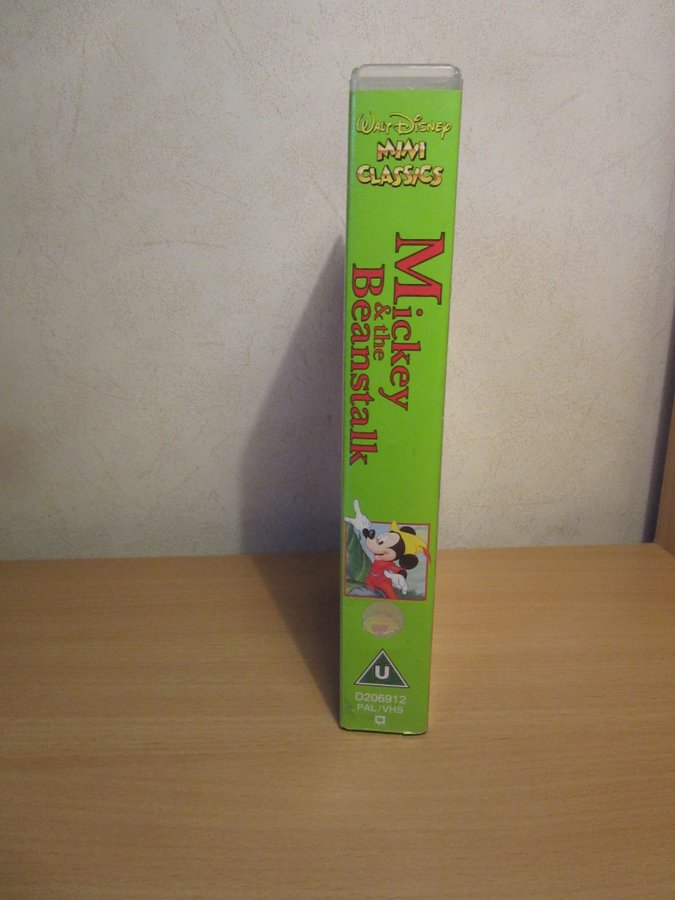 WALT DISNEY
MINI
CLASSICS
Mickey
& the
Beanstalk
U
D206912
PAL/VHS